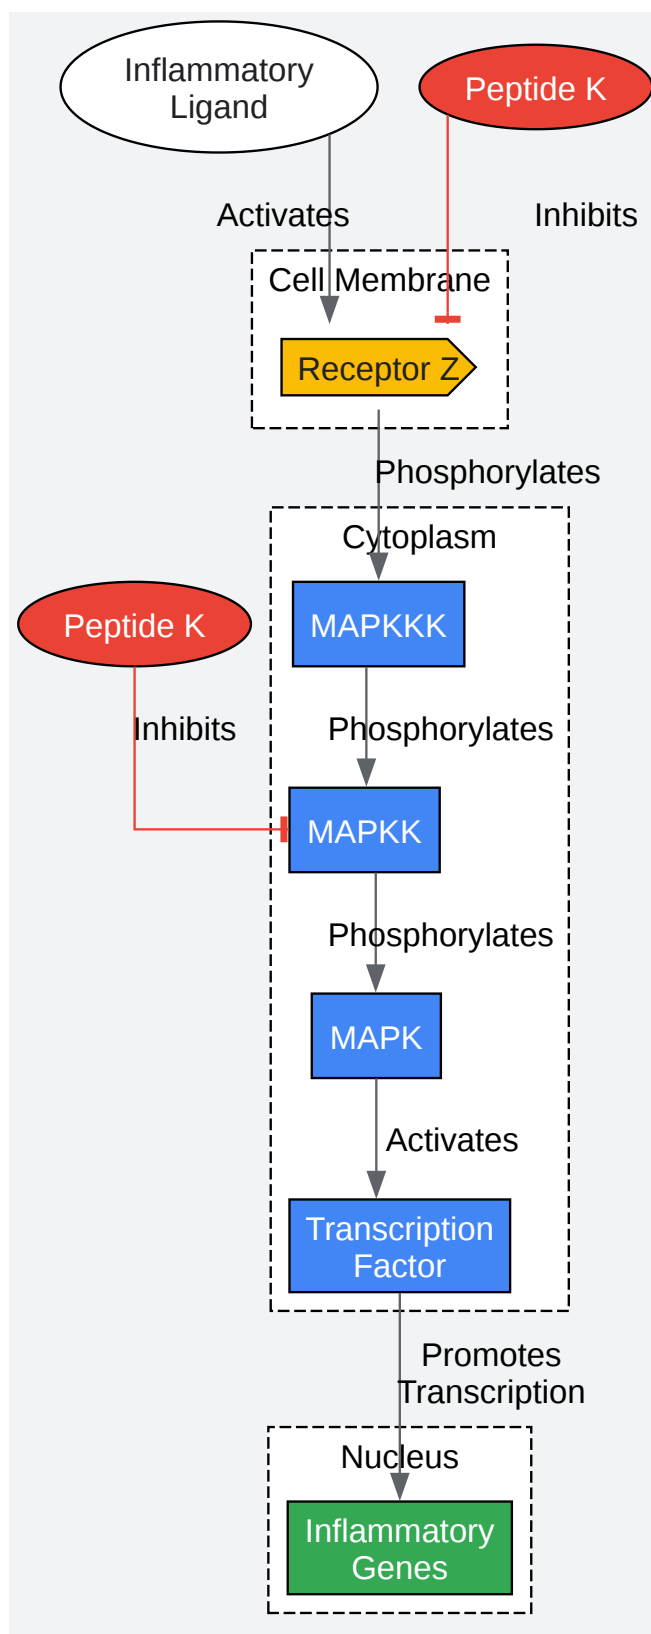 Inflammatory
Ligand
Peptide K
Activates
Inhibits
Cell Membrane
Receptor Z
Phosphorylates
Cytoplasm
MAPKKK
Peptide K
Inhibits
Phosphorylates
MAPKK
Phosphorylates
MAPK
Activates
Transcription
Factor
Promotes
Transcription
Nucleus
Inflammatory
Genes